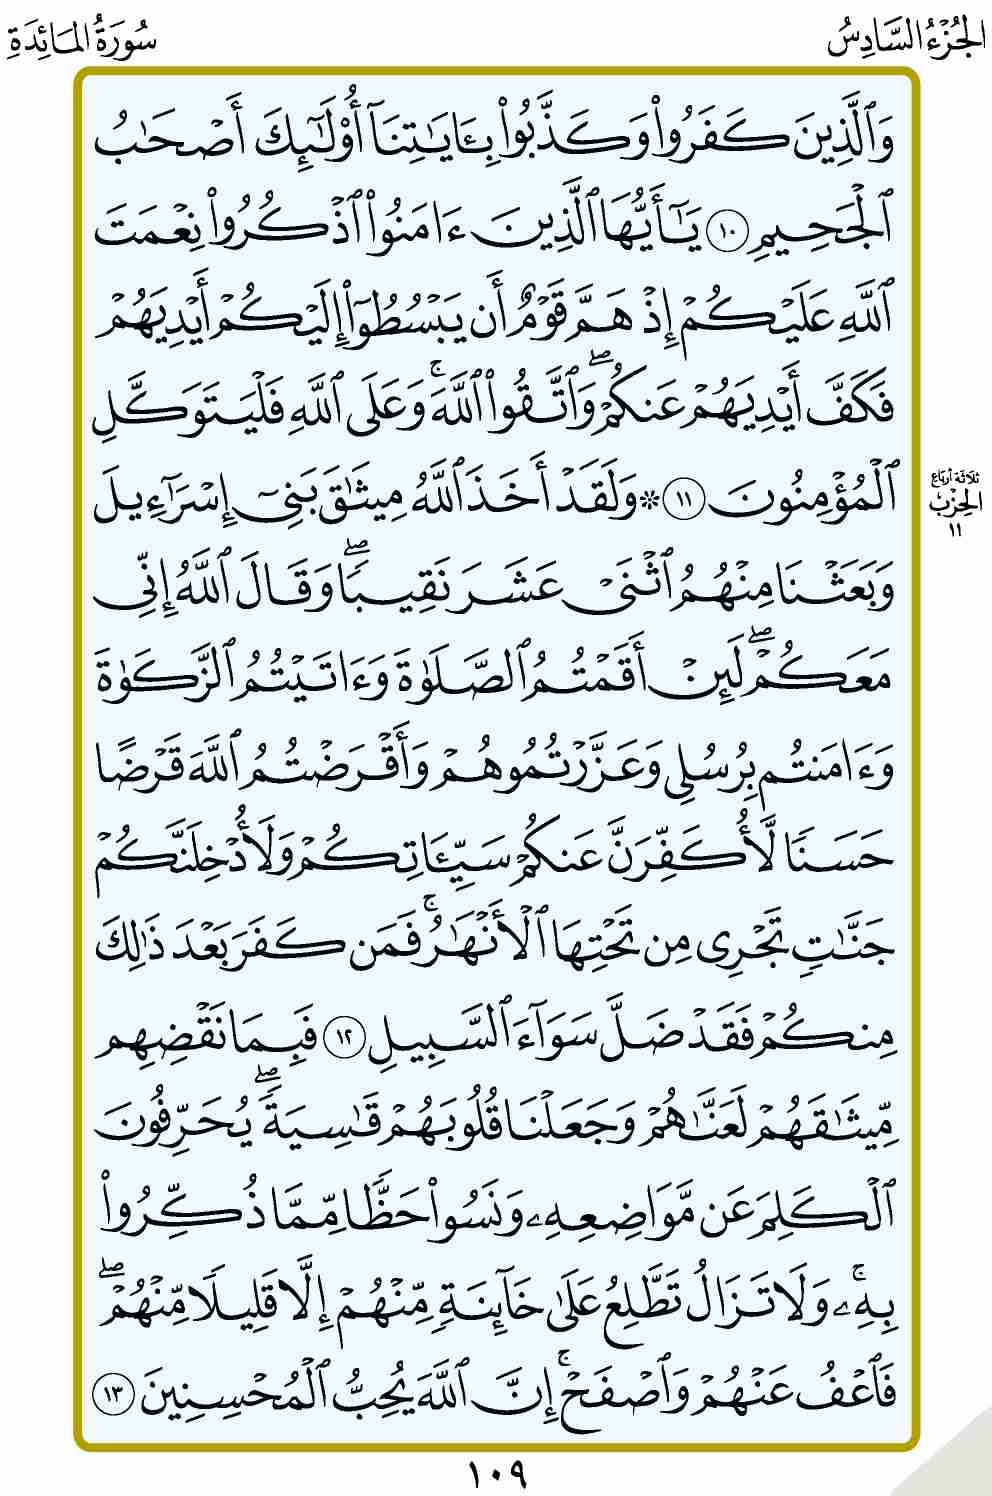 الجُزْءُ السَّادِسُ
سُورَةُ المَائِدَةِ
وَٱلَّذِينَ كَفَرُوا۟ وَكَذَّبُوا۟ بِـَٔايَـٰتِنَآ أُو۟لَـٰٓئِكَ أَصْحَـٰبُ
ٱلْجَحِيمِ ١٠ يَـٰٓأَيُّهَا ٱلَّذِينَ ءَامَنُوا۟ ٱذْكُرُوا۟ نِعْمَتَ
ٱللَّهِ عَلَيْكُمْ إِذْ هَمَّ قَوْمٌ أَن يَبْسُطُوٓا۟ إِلَيْكُمْ أَيْدِيَهُمْ
فَكَفَّ أَيْدِيَهُمْ عَنكُمْ ۖ وَٱتَّقُوا۟ ٱللَّهَ ۚ وَعَلَى ٱللَّهِ فَلْيَتَوَكَّلِ
ٱلْمُؤْمِنُونَ ١١ ۞ وَلَقَدْ أَخَذَ ٱللَّهُ مِيثَـٰقَ بَنِىٓ إِسْرَٰٓءِيلَ
ثلاثة أرباع
الحِزْب
١١
وَبَعَثْنَا مِنْهُمُ ٱثْنَىْ عَشَرَ نَقِيبًا ۖ وَقَالَ ٱللَّهُ إِنِّى
مَعَكُمْ ۖ لَئِنْ أَقَمْتُمُ ٱلصَّلَوٰةَ وَءَاتَيْتُمُ ٱلزَّكَوٰةَ
وَءَامَنتُم بِرُسُلِى وَعَزَّرْتُمُوهُمْ وَأَقْرَضْتُمُ ٱللَّهَ قَرْضًا
حَسَنًا لَّأُكَفِّرَنَّ عَنكُمْ سَيِّـَٔاتِكُمْ وَلَأُدْخِلَنَّكُمْ
جَنَّـٰتٍ تَجْرِى مِن تَحْتِهَا ٱلْأَنْهَـٰرُ ۚ فَمَن كَفَرَ بَعْدَ ذَٰلِكَ
مِنكُمْ فَقَدْ ضَلَّ سَوَآءَ ٱلسَّبِيلِ ١٢ فَبِمَا نَقْضِهِم
مِّيثَـٰقَهُمْ لَعَنَّـٰهُمْ وَجَعَلْنَا قُلُوبَهُمْ قَـٰسِيَةً ۖ يُحَرِّفُونَ
ٱلْكَلِمَ عَن مَّوَاضِعِهِۦ ۙ وَنَسُوا۟ حَظًّا مِّمَّا ذُكِّرُوا۟
بِهِۦ ۚ وَلَا تَزَالُ تَطَّلِعُ عَلَىٰ خَآئِنَةٍ مِّنْهُمْ إِلَّا قَلِيلًا مِّنْهُمْ ۖ
فَٱعْفُ عَنْهُمْ وَٱصْفَحْ ۚ إِنَّ ٱللَّهَ يُحِبُّ ٱلْمُحْسِنِينَ ١٣
١٠٩